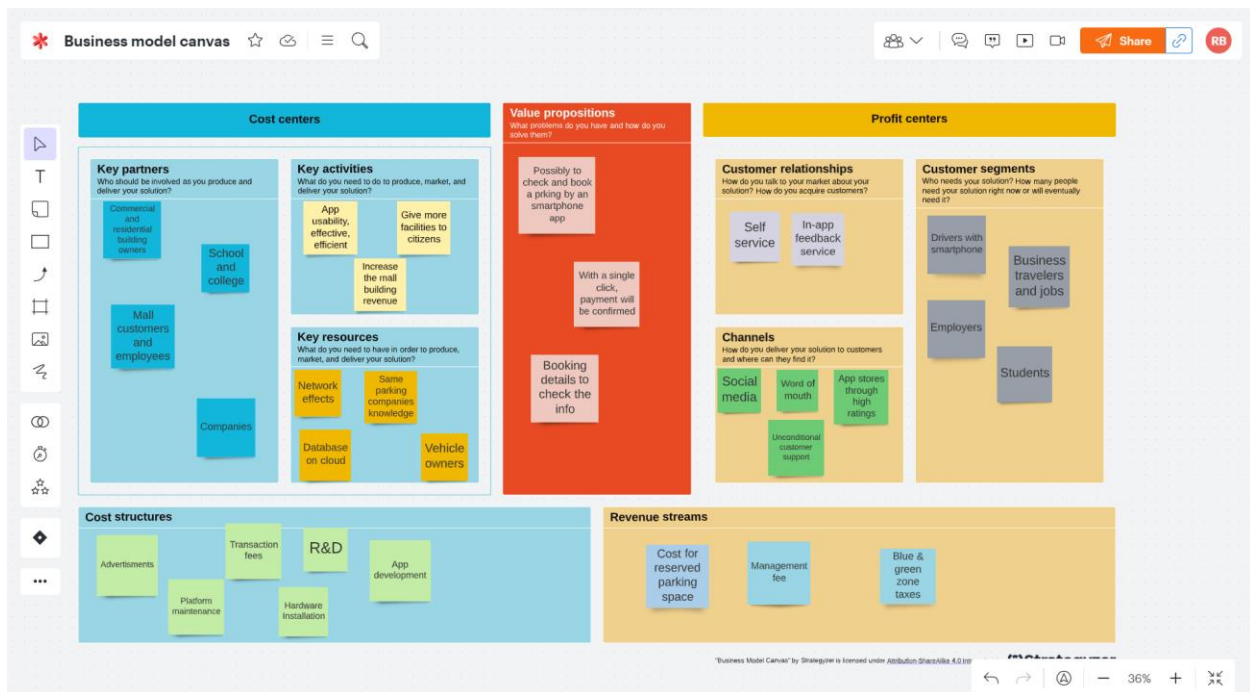 Business model canvas
Share
RB
Cost centers
Value propositions
What problems do you have and how do you
solve them?
Profit centers
Key partners
Who should be involved as you produce and
deliver your solution?
Commercial
and
residential
building
owners
School
and
college
Mall
customers
and
employees
Companies
Key activities
What do you need to do to produce, market, and
deliver your solution?
App
usability,
effective,
efficient
Give more
facilities to
citizens
Increase
the mall
building
revenue
Key resources
What do you need to have in order to produce,
market, and deliver your solution?
Network
effects
Same
parking
companies
knowledge
Database
on cloud
Vehicle
owners
Possibly to
check and book
a prking by an
smartphone
app
With a single
click,
payment will
be confirmed
Booking
details to
check the
info
Customer relationships
How do you talk to your market about your
solution? How do you acquire customers?
Self
service
In-app
feedback
service
Channels
How do you deliver your solution to customers
and where can they find it?
Social
media
Word of
mouth
App stores
through
high
ratings
Unconditional
customer
support
Customer segments
Who needs your solution? How many people
need your solution right now or will eventually
need it?
Drivers with
smartphone
Business
travelers
and jobs
Employers
Students
Cost structures
Advertisments
Transaction
fees
R&D
App
development
Platform
maintenance
Hardware
Installation
Revenue streams
Cost for
reserved
parking
space
Management
fee
Blue &
green
zone
taxes
"Business Model Canvas" by Strategyzer is licensed under Attribution-ShareAlike 4.0
36%